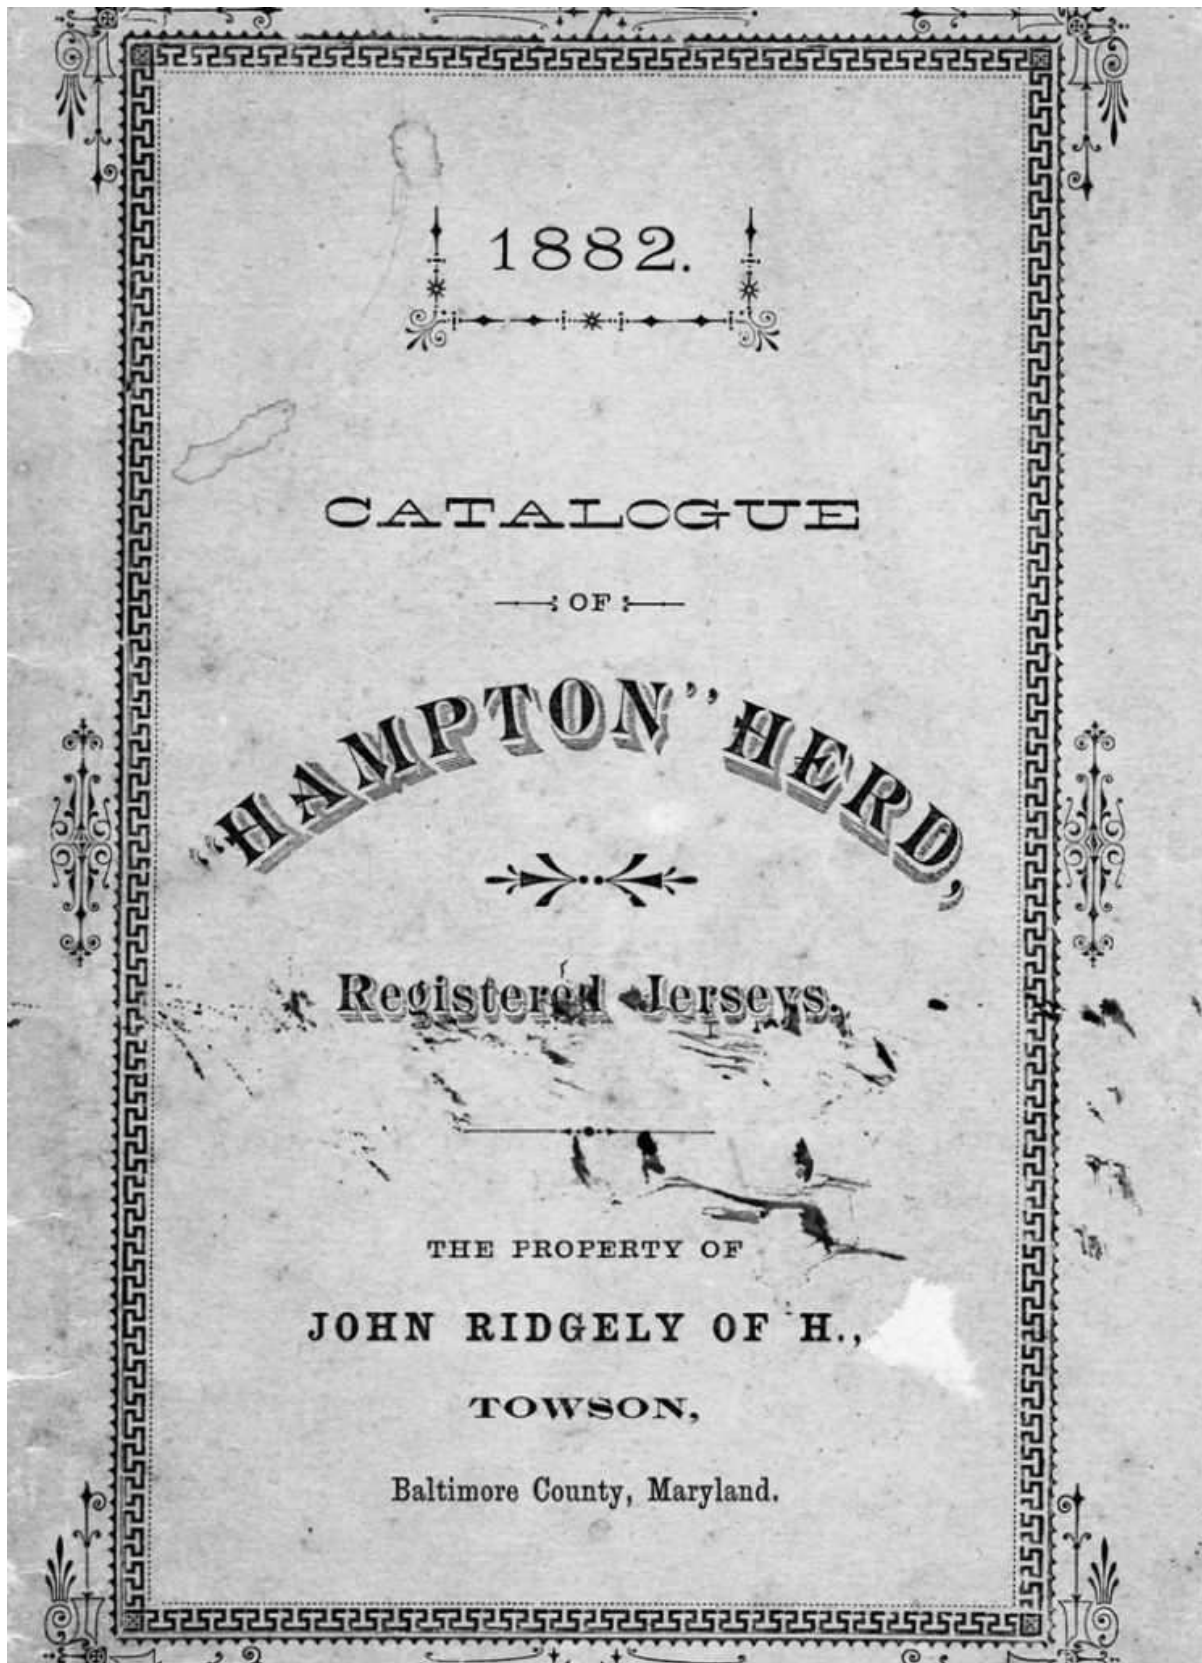 1882.
CATALOGUE
OF
"HAMPTON" HERD,
Registered Jerseys.
THE PROPERTY OF
JOHN RIDGELY OF H.,
TOWSON,
Baltimore County, Maryland.